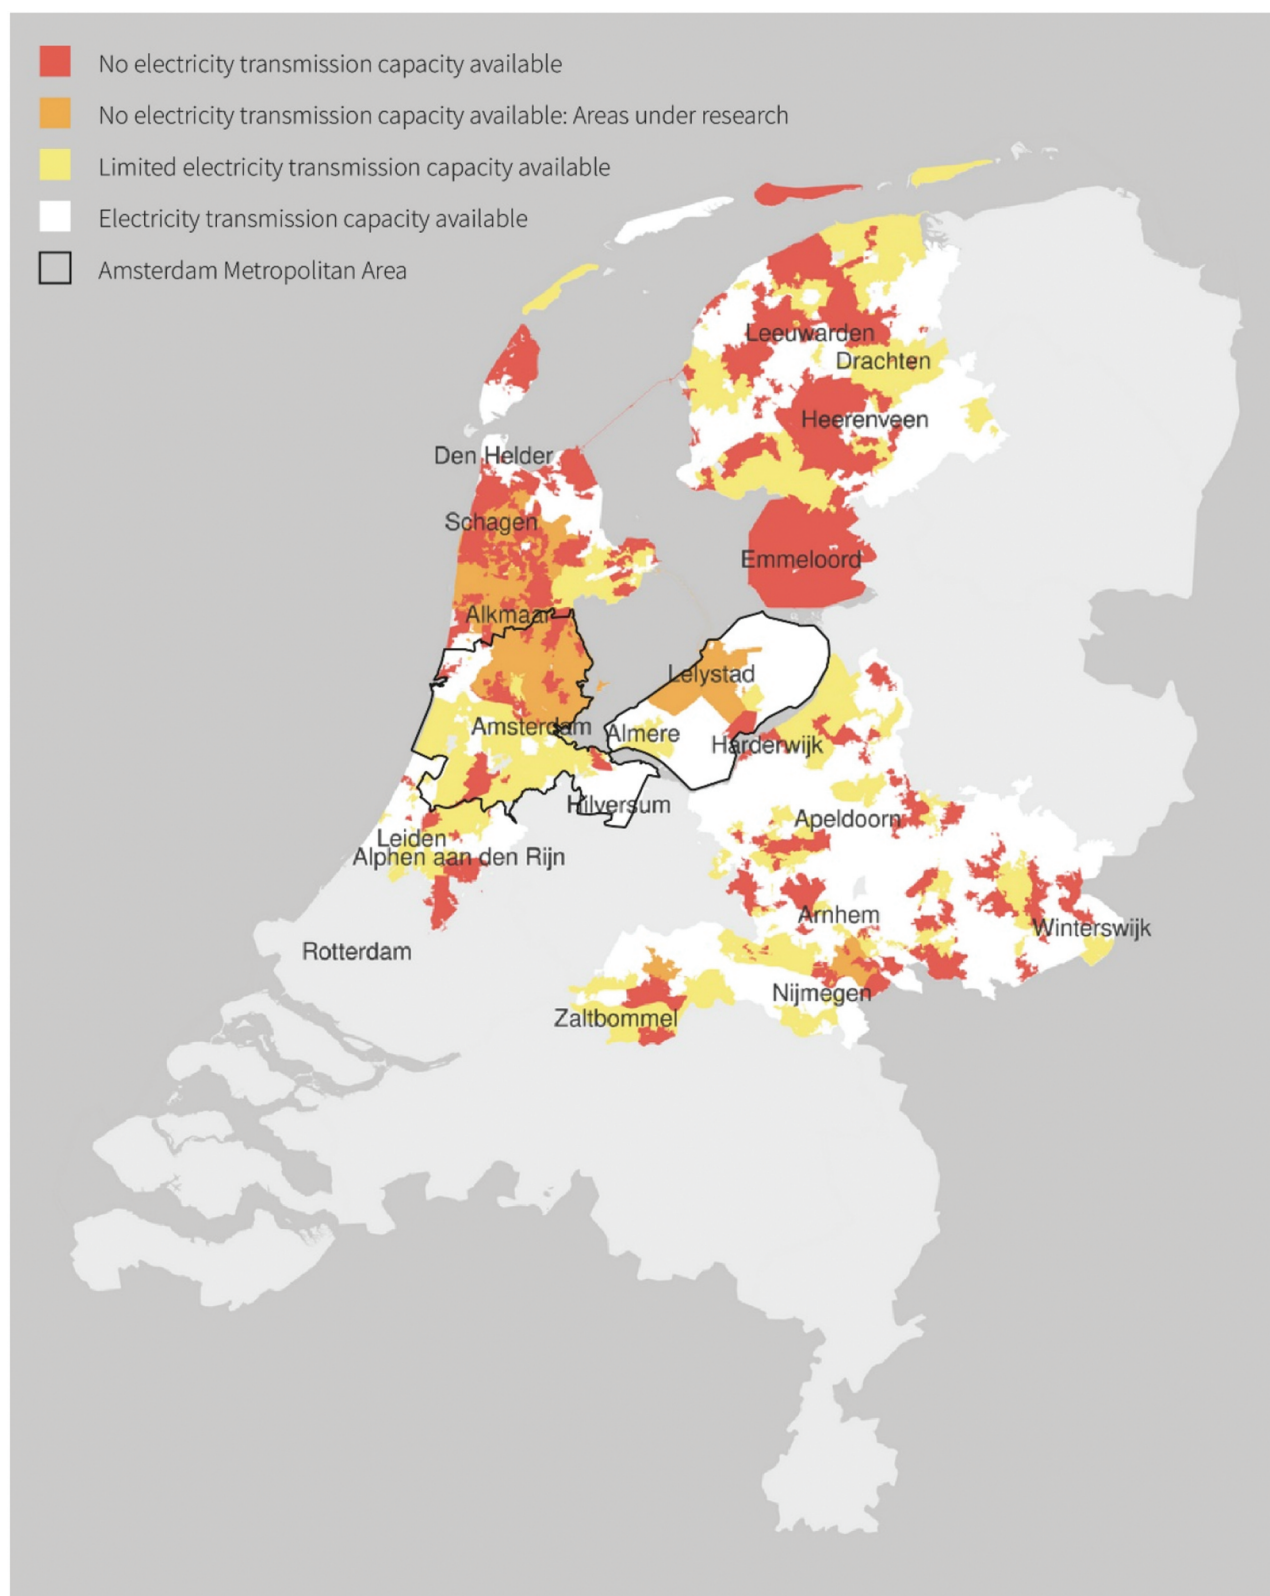 No electricity transmission capacity available
No electricity transmission capacity available: Areas under research
Limited electricity transmission capacity available
Electricity transmission capacity available
Amsterdam Metropolitan Area
Leeuwarden
Drachten
Heerenveen
Den Helder
Schagen
Emmeloord
Alkmaar
Lelystad
Amsterdam
Almere
Harderwijk
Hilversum
Apeldoorn
Leiden
Alphen aan den Rijn
Arnhem
Winterswijk
Rotterdam
Nijmegen
Zaltbommel